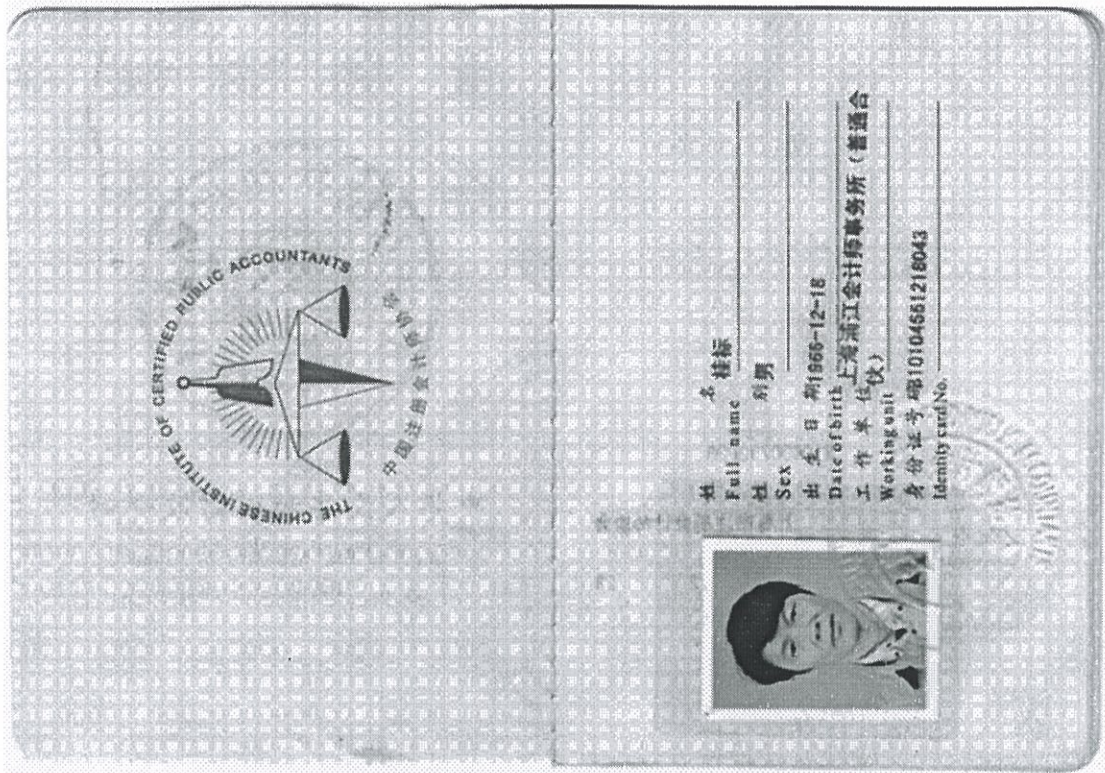 THE CHINESE INSTITUTE OF CERTIFIED PUBLIC ACCOUNTANTS
中国注册会计师协会
姓 名 桂标
Full name
性 别 男
Sex
出 生 日 期 1966-12-18
Date of birth
工 作 单 位 上海浦江会计师事务所（普通合
伙）
Working unit
身 份 证 号 码 310104661218043
Identity card No.